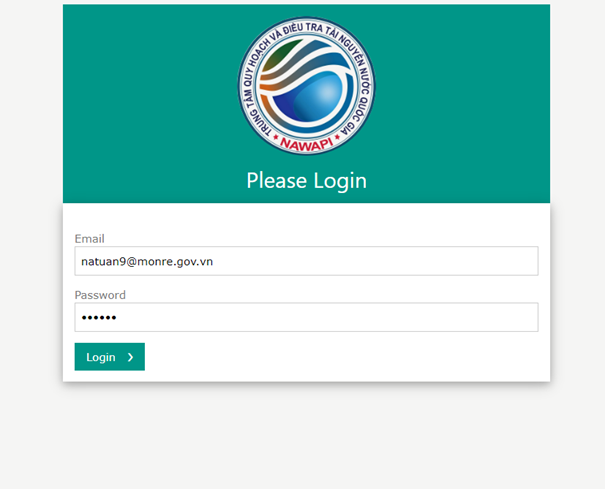 TRUNG TÂM QUY HOẠCH VÀ ĐIỀU TRA TÀI NGUYÊN NƯỚC QUỐC GIA
★ NAWAPI ★
Please Login
Email
natuan9@monre.gov.vn
Password
••••••
Login